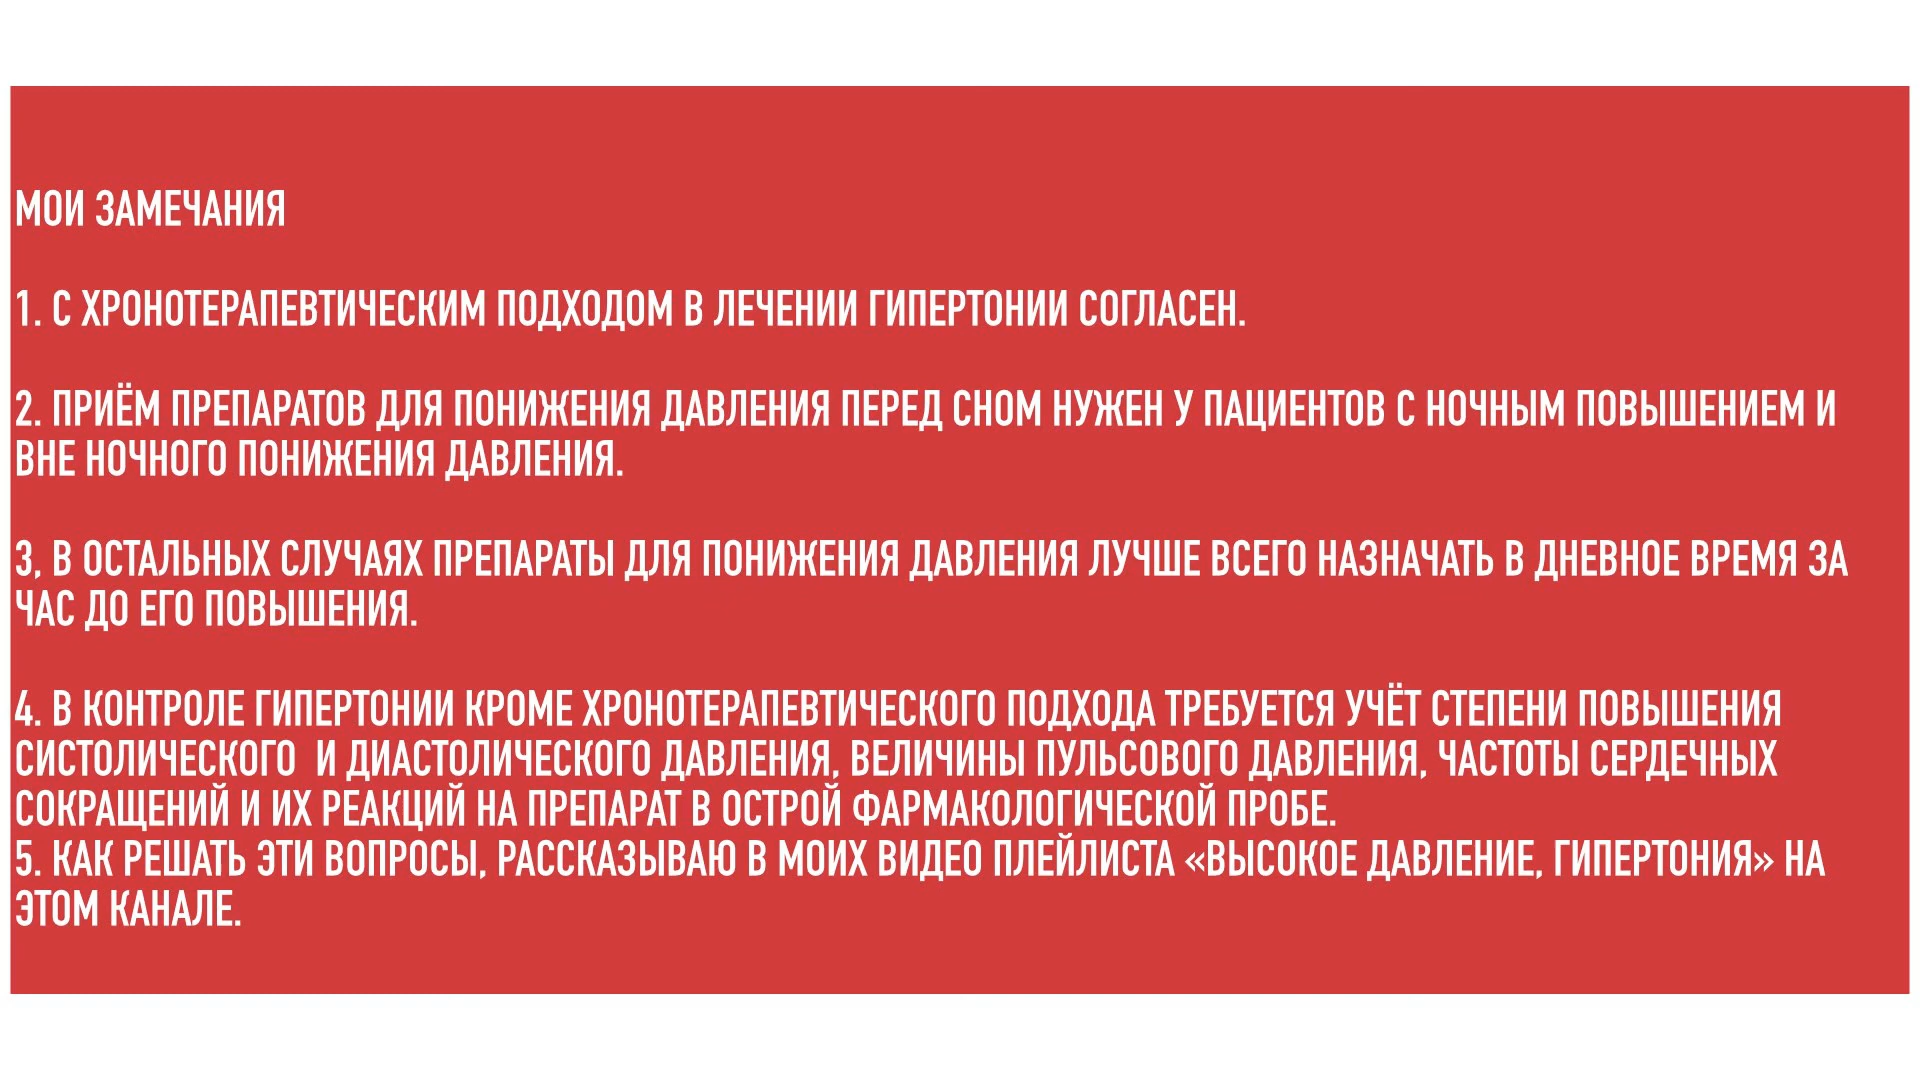 МОИ ЗАМЕЧАНИЯ
1. С ХРОНОТЕРАПЕВТИЧЕСКИМ ПОДХОДОМ В ЛЕЧЕНИИ ГИПЕРТОНИИ СОГЛАСЕН.
2. ПРИЁМ ПРЕПАРАТОВ ДЛЯ ПОНИЖЕНИЯ ДАВЛЕНИЯ ПЕРЕД СНОМ НУЖЕН У ПАЦИЕНТОВ С НОЧНЫМ ПОВЫШЕНИЕМ И
ВНЕ НОЧНОГО ПОНИЖЕНИЯ ДАВЛЕНИЯ.
3, В ОСТАЛЬНЫХ СЛУЧАЯХ ПРЕПАРАТЫ ДЛЯ ПОНИЖЕНИЯ ДАВЛЕНИЯ ЛУЧШЕ ВСЕГО НАЗНАЧАТЬ В ДНЕВНОЕ ВРЕМЯ ЗА
ЧАС ДО ЕГО ПОВЫШЕНИЯ.
4. В КОНТРОЛЕ ГИПЕРТОНИИ КРОМЕ ХРОНОТЕРАПЕВТИЧЕСКОГО ПОДХОДА ТРЕБУЕТСЯ УЧЁТ СТЕПЕНИ ПОВЫШЕНИЯ
СИСТОЛИЧЕСКОГО  И ДИАСТОЛИЧЕСКОГО ДАВЛЕНИЯ, ВЕЛИЧИНЫ ПУЛЬСОВОГО ДАВЛЕНИЯ, ЧАСТОТЫ СЕРДЕЧНЫХ
СОКРАЩЕНИЙ И ИХ РЕАКЦИЙ НА ПРЕПАРАТ В ОСТРОЙ ФАРМАКОЛОГИЧЕСКОЙ ПРОБЕ.
5. КАК РЕШАТЬ ЭТИ ВОПРОСЫ, РАССКАЗЫВАЮ В МОИХ ВИДЕО ПЛЕЙЛИСТА «ВЫСОКОЕ ДАВЛЕНИЕ, ГИПЕРТОНИЯ» НА
ЭТОМ КАНАЛЕ.